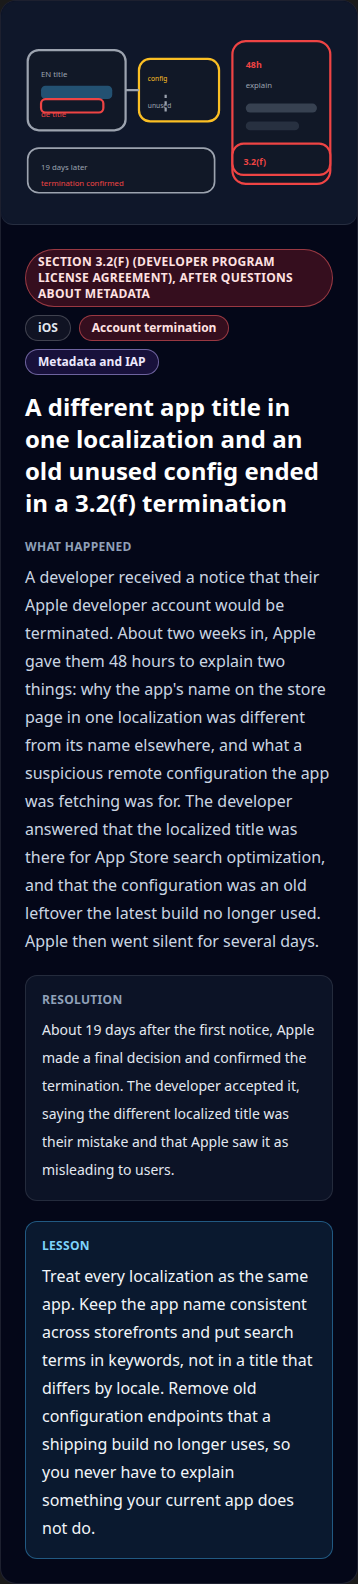 EN title
de title
config
unused
48h
explain
3.2(f)
19 days later
termination confirmed
SECTION 3.2(F) (DEVELOPER PROGRAM
LICENSE AGREEMENT), AFTER QUESTIONS
ABOUT METADATA
iOS
Account termination
Metadata and IAP
A different app title in
one localization and an
old unused config ended
in a 3.2(f) termination
WHAT HAPPENED
A developer received a notice that their
Apple developer account would be
terminated. About two weeks in, Apple
gave them 48 hours to explain two
things: why the app's name on the store
page in one localization was different
from its name elsewhere, and what a
suspicious remote configuration the app
was fetching was for. The developer
answered that the localized title was
there for App Store search optimization,
and that the configuration was an old
leftover the latest build no longer used.
Apple then went silent for several days.
RESOLUTION
About 19 days after the first notice, Apple
made a final decision and confirmed the
termination. The developer accepted it,
saying the different localized title was
their mistake and that Apple saw it as
misleading to users.
LESSON
Treat every localization as the same
app. Keep the app name consistent
across storefronts and put search
terms in keywords, not in a title that
differs by locale. Remove old
configuration endpoints that a
shipping build no longer uses, so
you never have to explain
something your current app does
not do.